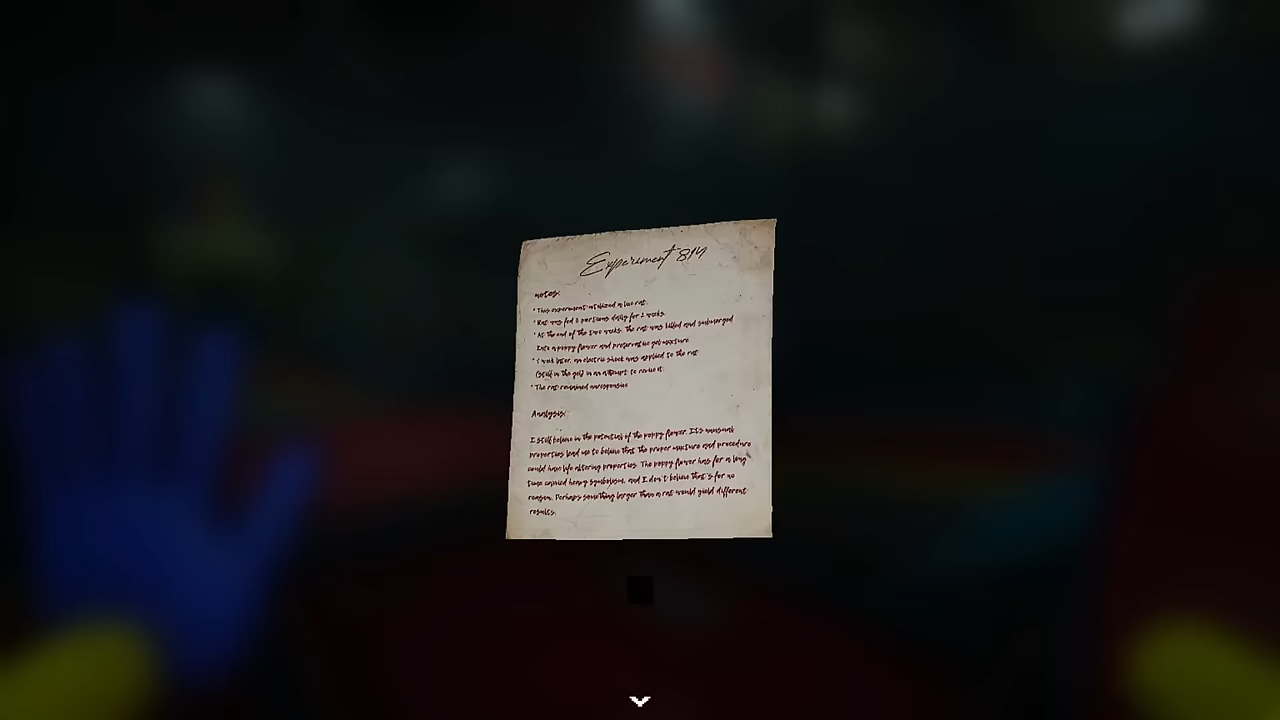 Experiment 814
notes:
* This experiment utilized a live rat.
* Rat was fed 5 portions daily for 2 weeks.
* At the end of the two weeks, the rat was killed and submerged
into a poppy flower and preservative gel mixture
* 1 week later, an electric shock was applied to the rat
(still in the gel) in an attempt to revive it.
* The rat remained unresponsive
Analysis:
I still believe in the potential of the poppy flower. It's unusual
properties lead me to believe that the proper mixture and procedure
could have life altering properties. The poppy flower has for a long
time carried heavy symbolism, and I don't believe that's for no
reason. Perhaps something larger than a rat would yield different
results.